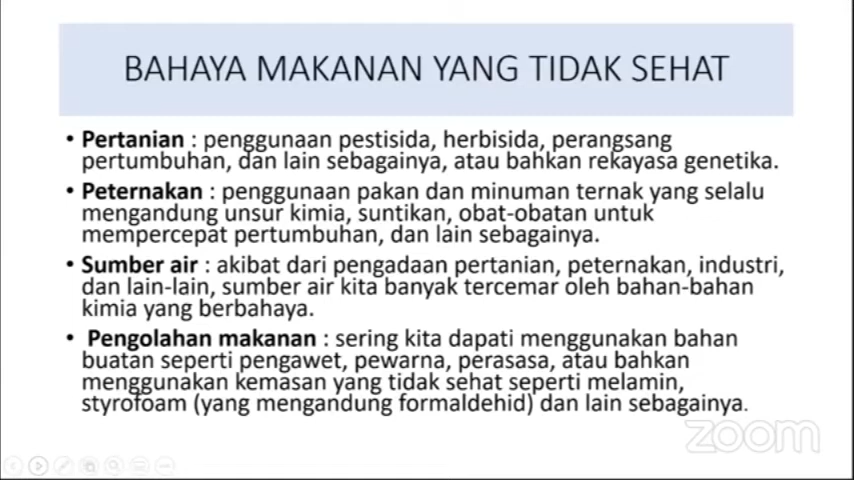 BAHAYA MAKANAN YANG TIDAK SEHAT
• Pertanian : penggunaan pestisida, herbisida, perangsang
pertumbuhan, dan lain sebagainya, atau bahkan rekayasa genetika.
• Peternakan : penggunaan pakan dan minuman ternak yang selalu
mengandung unsur kimia, suntikan, obat-obatan untuk
mempercepat pertumbuhan, dan lain sebagainya.
• Sumber air : akibat dari pengadaan pertanian, peternakan, industri,
dan lain-lain, sumber air kita banyak tercemar oleh bahan-bahan
kimia yang berbahaya.
• Pengolahan makanan : sering kita dapati menggunakan bahan
buatan seperti pengawet, pewarna, perasasa, atau bahkan
menggunakan kemasan yang tidak sehat seperti melamin,
styrofoam (yang mengandung formaldehid) dan lain sebagainya.
zoom